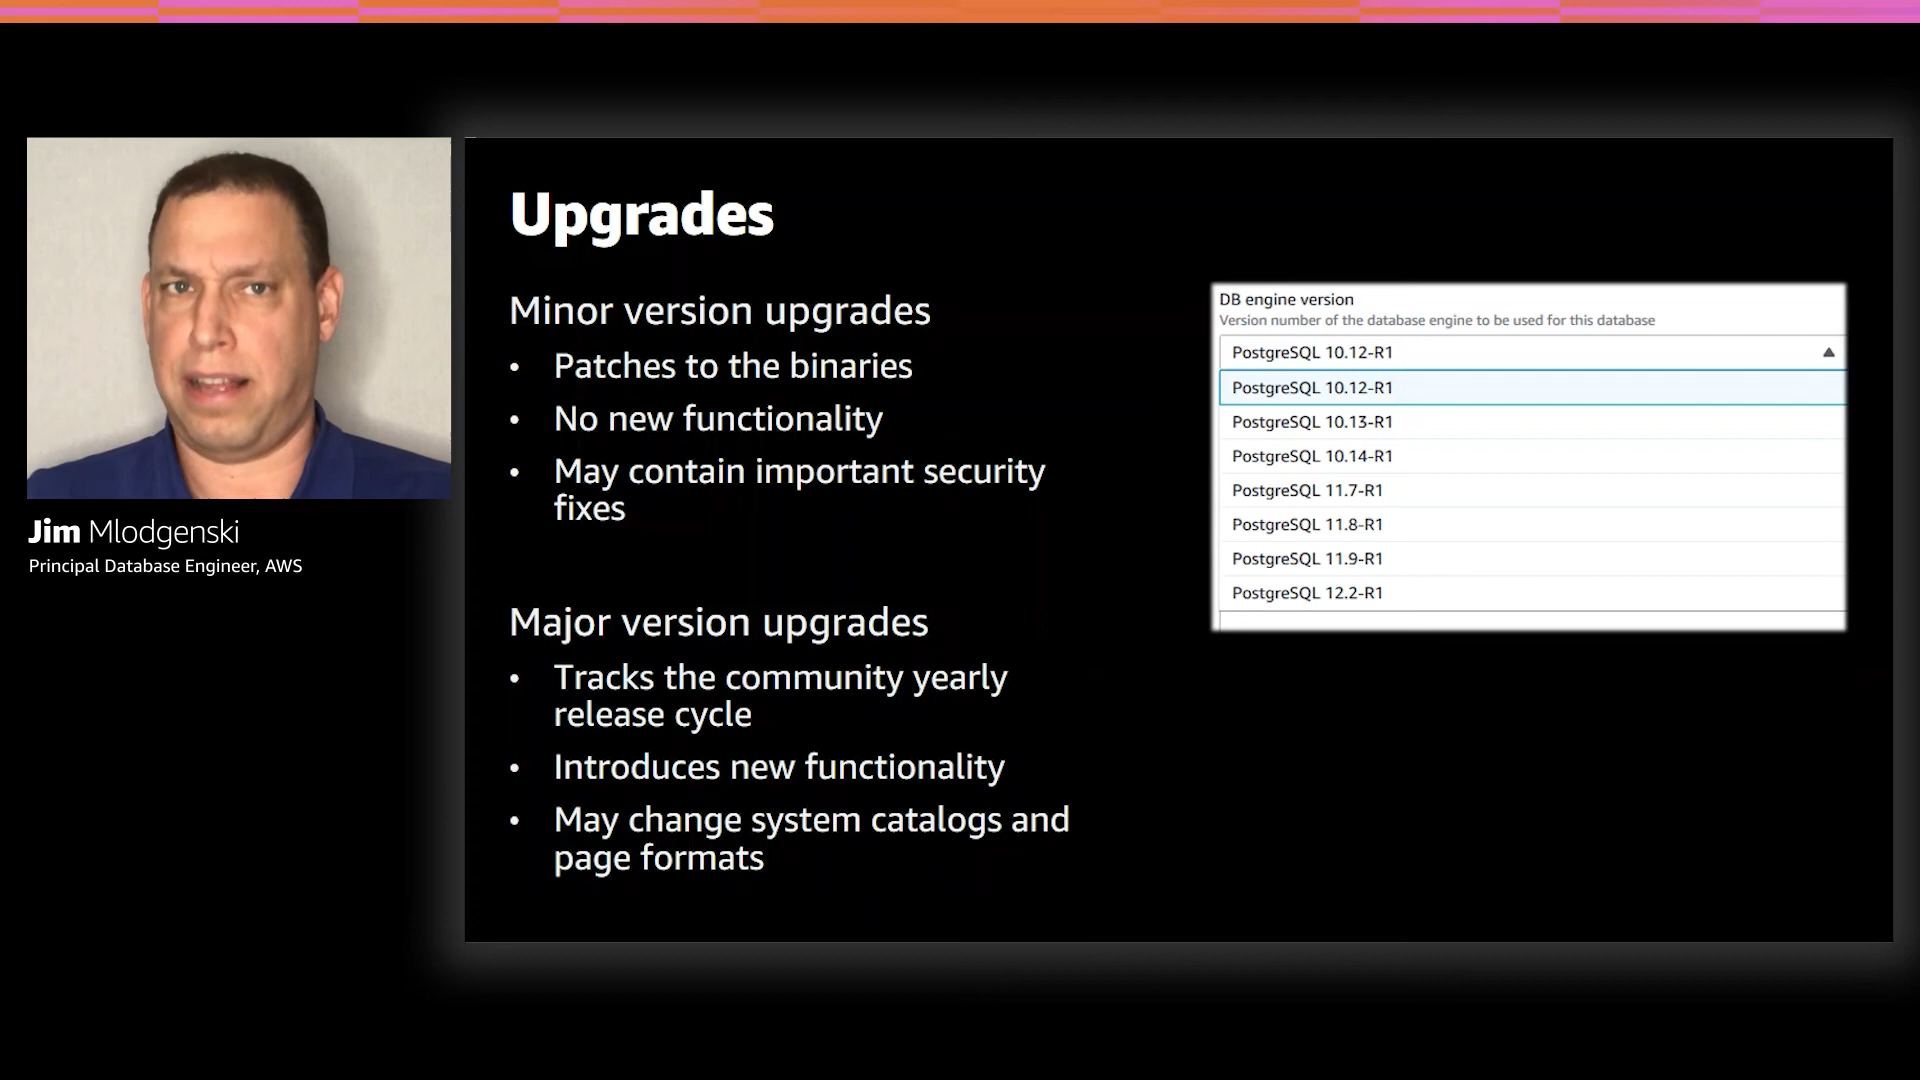 Jim Mlodgenski
Principal Database Engineer, AWS
Upgrades
Minor version upgrades
• Patches to the binaries
• No new functionality
• May contain important security
fixes
Major version upgrades
• Tracks the community yearly
release cycle
• Introduces new functionality
• May change system catalogs and
page formats
DB engine version
Version number of the database engine to be used for this database
PostgreSQL 10.12-R1
PostgreSQL 10.12-R1
PostgreSQL 10.13-R1
PostgreSQL 10.14-R1
PostgreSQL 11.7-R1
PostgreSQL 11.8-R1
PostgreSQL 11.9-R1
PostgreSQL 12.2-R1